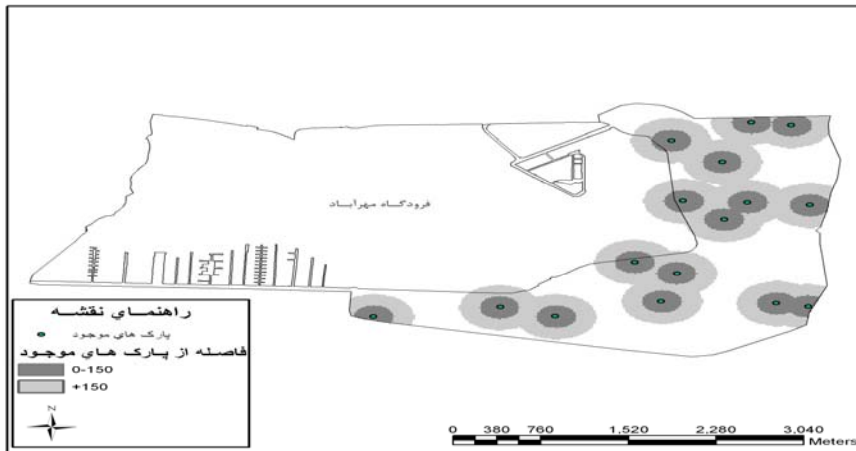 فرودگاه مهرآباد
راهنماي نقشه
پارک هاي موجود
فاصله از پارک هاي موجود
0-150
+150
N
0 380 760 1,520 2,280 3,040
Meters